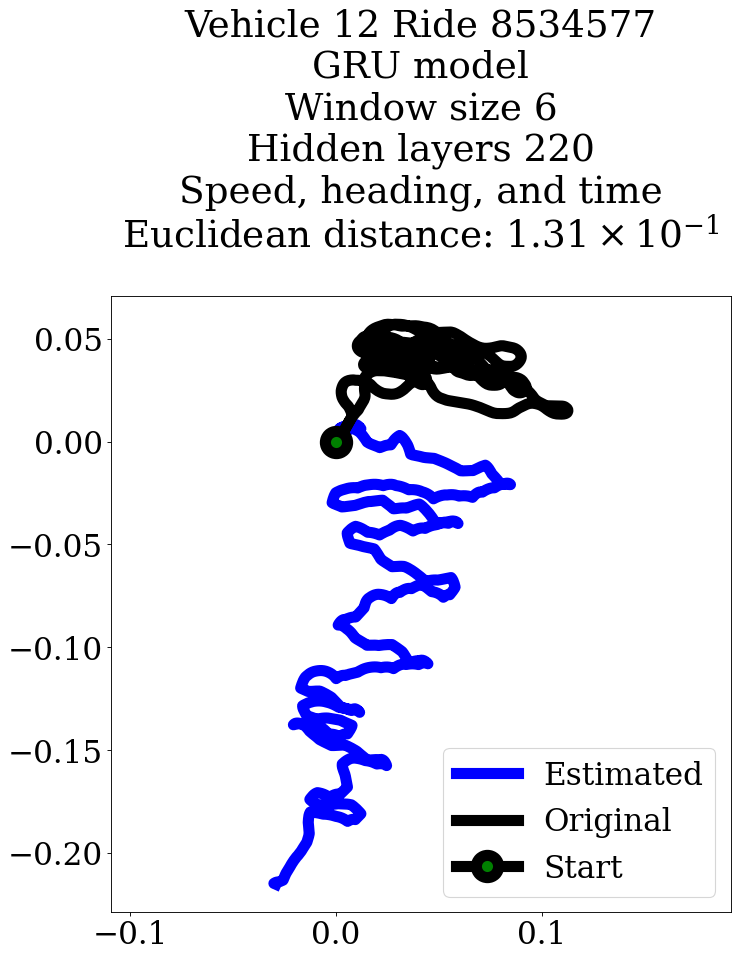 Vehicle 12 Ride 8534577
GRU model
Window size 6
Hidden layers 220
Speed, heading, and time
Euclidean distance: 1.31 × 10⁻¹
0.05
0.00
−0.05
−0.10
−0.15
−0.20
Estimated
Original
Start
−0.1 0.0 0.1